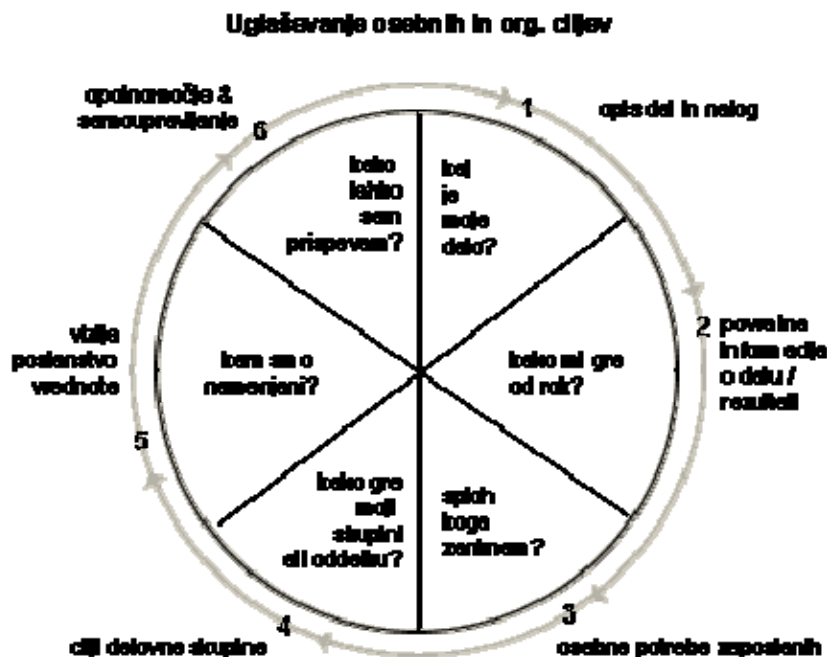 Uglaševanje osebnih in org. ciljev
opolnomočje &
samoupravljanje
6
1
opis del in nalog
kako
lahko
sem
prispevam?
kaj
je
moje
delo?
2
povratne
informacije
o delu /
rezultati
kako mi gre
od rok?
vizija
poslanstvo
vrednote
kam smo
namenjeni?
5
kako gre
moji
skupini
ali oddelku?
sploh
koga
zanimam?
4
3
cilji delovne skupine
osebne potrebe zaposlenih